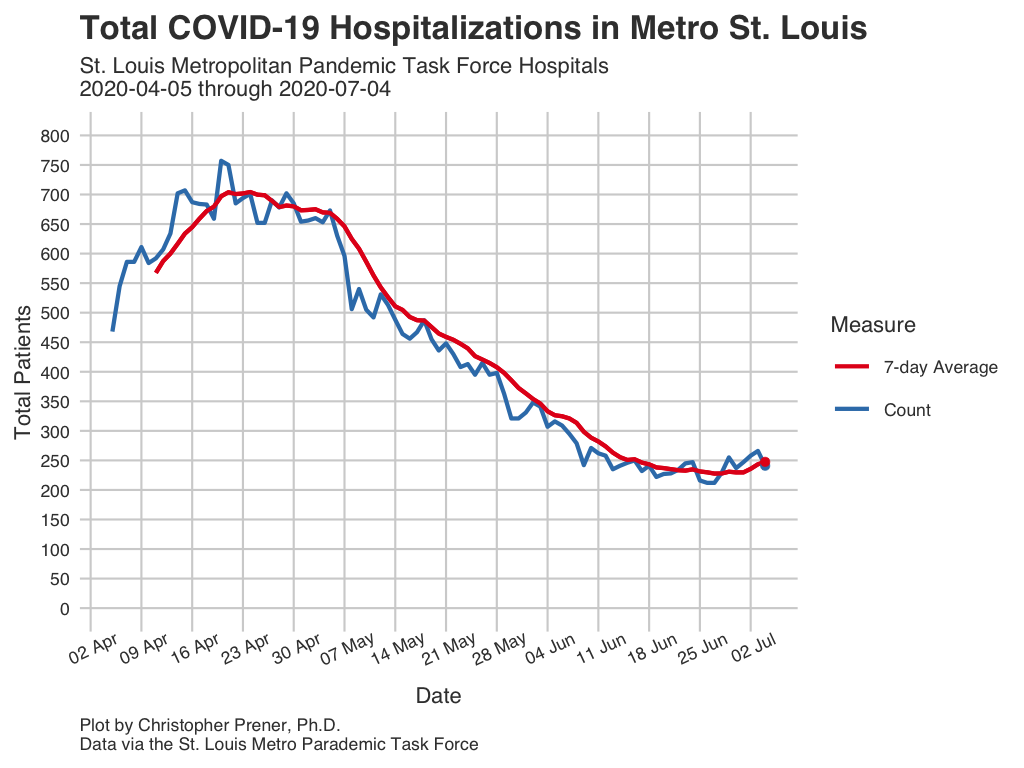 Total COVID-19 Hospitalizations in Metro St. Louis
St. Louis Metropolitan Pandemic Task Force Hospitals
2020-04-05 through 2020-07-04
800
750
700
650
600
550
500
450
400
350
300
250
200
150
100
50
0
Total Patients
02 Apr
09 Apr
16 Apr
23 Apr
30 Apr
07 May
14 May
21 May
28 May
04 Jun
11 Jun
18 Jun
25 Jun
02 Jul
Date
Measure
7-day Average
Count
Plot by Christopher Prener, Ph.D.
Data via the St. Louis Metro Parademic Task Force